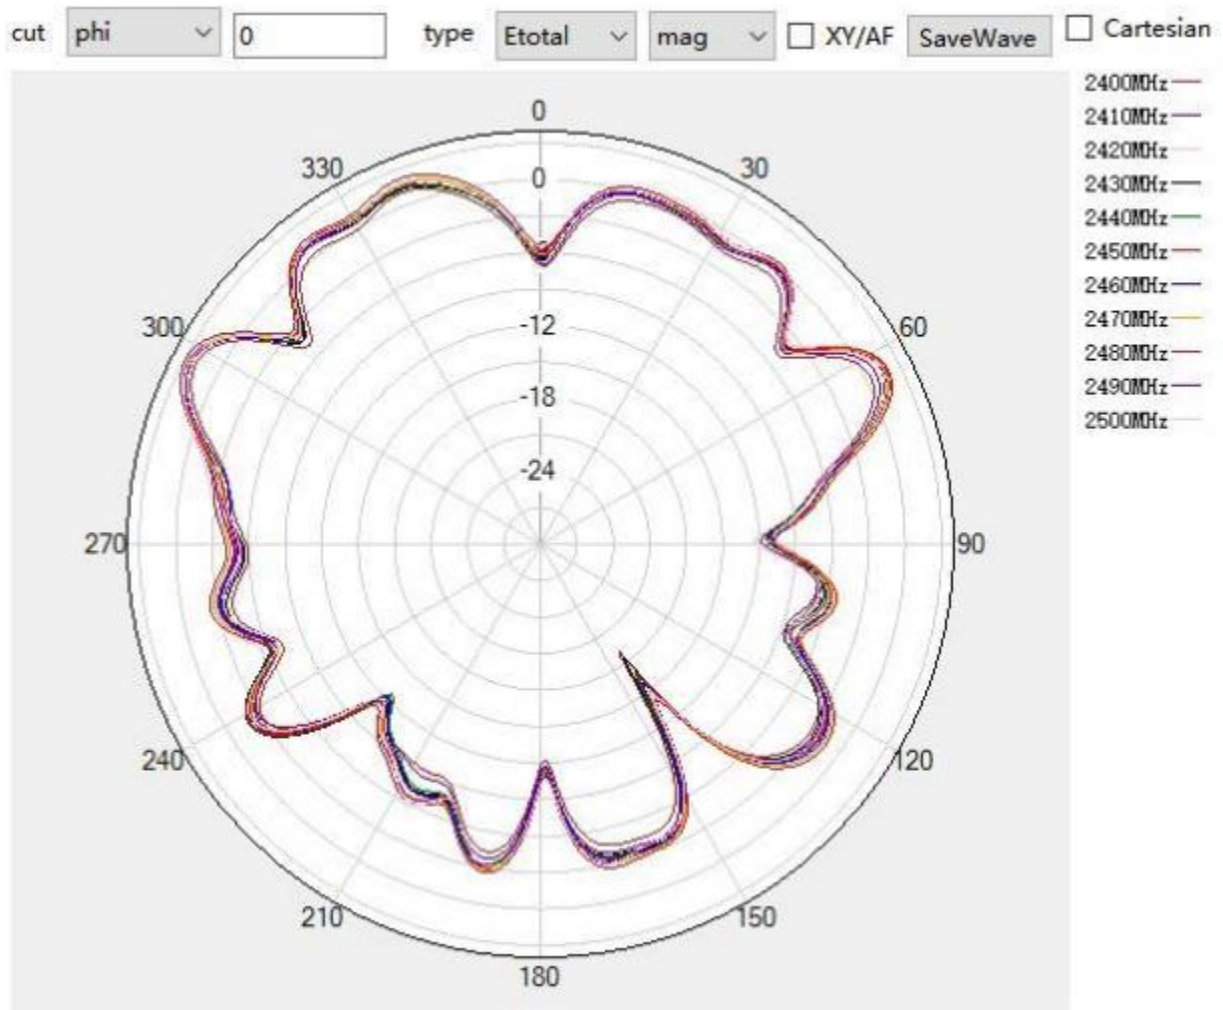 cut phi 0 type Etotal mag XY/AF SaveWave Cartesian
2400MHz
2410MHz
2420MHz
2430MHz
2440MHz
2450MHz
2460MHz
2470MHz
2480MHz
2490MHz
2500MHz
0
330 30
0
300 60
-12
-18
-24
270 90
240 120
210 150
180